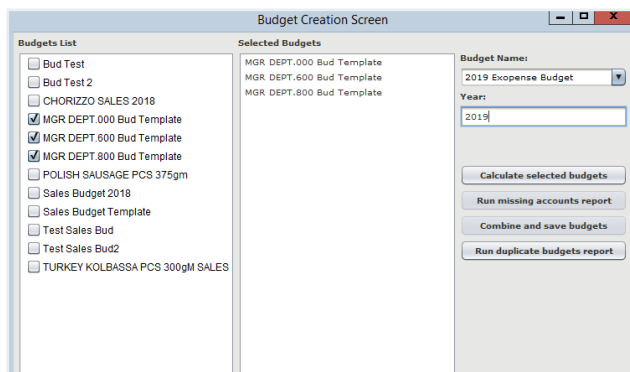 Budget Creation Screen
Budgets List
Bud Test
Bud Test 2
CHORIZZO SALES 2018
MGR DEPT.000 Bud Template
MGR DEPT.600 Bud Template
MGR DEPT.800 Bud Template
POLISH SAUSAGE PCS 375gm
Sales Budget 2018
Sales Budget Template
Test Sales Bud
Test Sales Bud2
TURKEY KOLBASSA PCS 300gM SALES
Selected Budgets
MGR DEPT.000 Bud Template
MGR DEPT.600 Bud Template
MGR DEPT.800 Bud Template
Budget Name:
2019 Exopense Budget
Year:
2019
Calculate selected budgets
Run missing accounts report
Combine and save budgets
Run duplicate budgets report